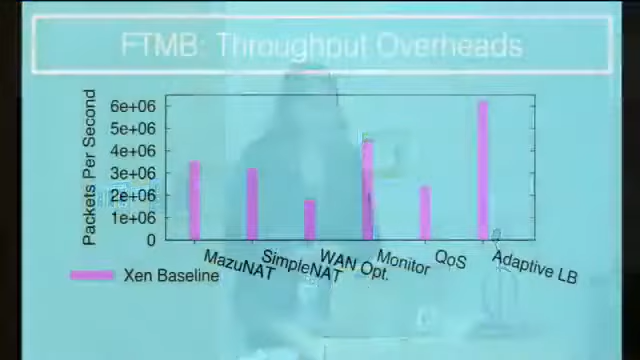 FTMB: Throughput Overheads
Packets Per Second
6e+06
5e+06
4e+06
3e+06
2e+06
1e+06
0
MazuNAT
SimpleNAT
WAN Opt.
Monitor
QoS
Adaptive LB
Xen Baseline